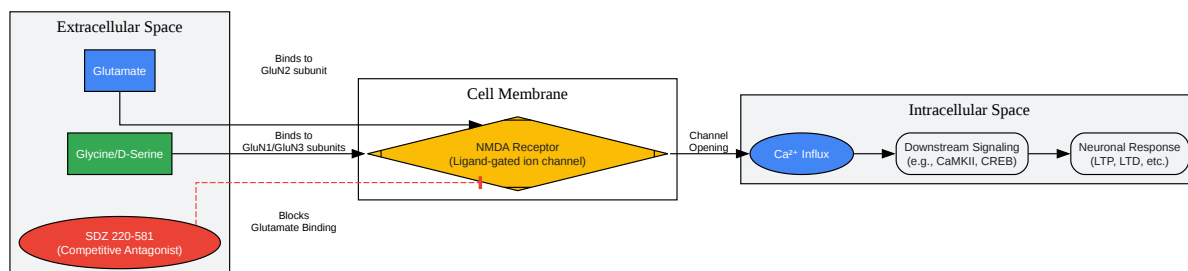 Extracellular Space
Glutamate
Binds to
GluN2 subunit
Glycine/D-Serine
Binds to
GluN1/GluN3 subunits
SDZ 220-581
(Competitive Antagonist)
Blocks
Glutamate Binding
Cell Membrane
NMDA Receptor
(Ligand-gated ion channel)
Channel
Opening
Intracellular Space
Ca²⁺ Influx
Downstream Signaling
(e.g., CaMKII, CREB)
Neuronal Response
(LTP, LTD, etc.)